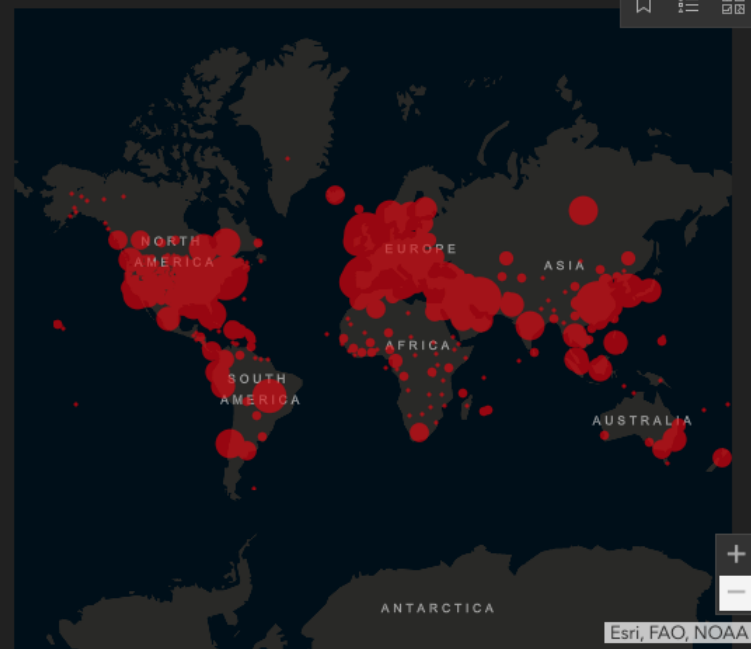 NORTH
AMERICA
EUROPE
ASIA
AFRICA
SOUTH
AMERICA
AUSTRALIA
ANTARCTICA
Esri, FAO, NOAA